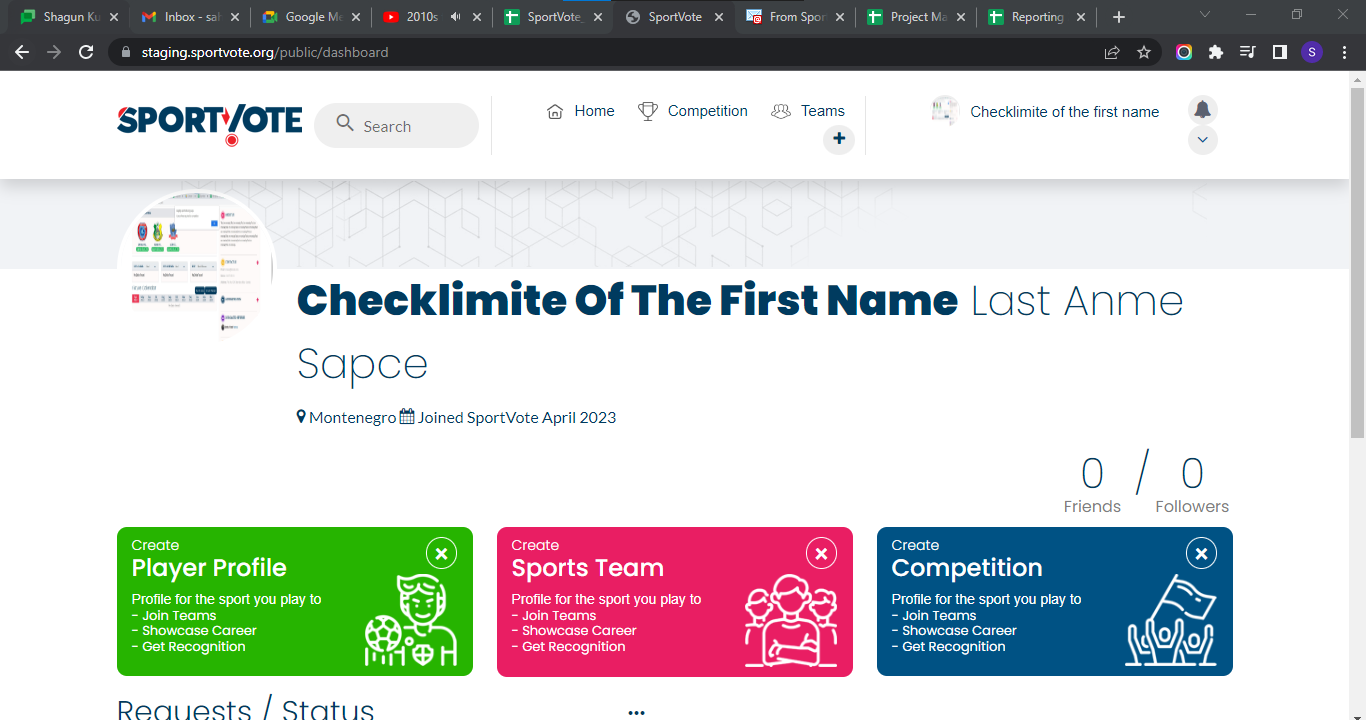 Shagun Ku
Inbox - sal
Google Me
2010s
SportVote_
SportVote
From Spor
Project Ma
Reporting
staging.sportvote.org/public/dashboard
S
SPORTVOTE
Search
Home
Competition
Teams
Checklimite of the first name
Checklimite Of The First Name Last Anme
Sapce
Montenegro Joined SportVote April 2023
0 / 0
Friends Followers
Create
Player Profile
Profile for the sport you play to
- Join Teams
- Showcase Career
- Get Recognition
Create
Sports Team
Profile for the sport you play to
- Join Teams
- Showcase Career
- Get Recognition
Create
Competition
Profile for the sport you play to
- Join Teams
- Showcase Career
- Get Recognition
Requests / Status